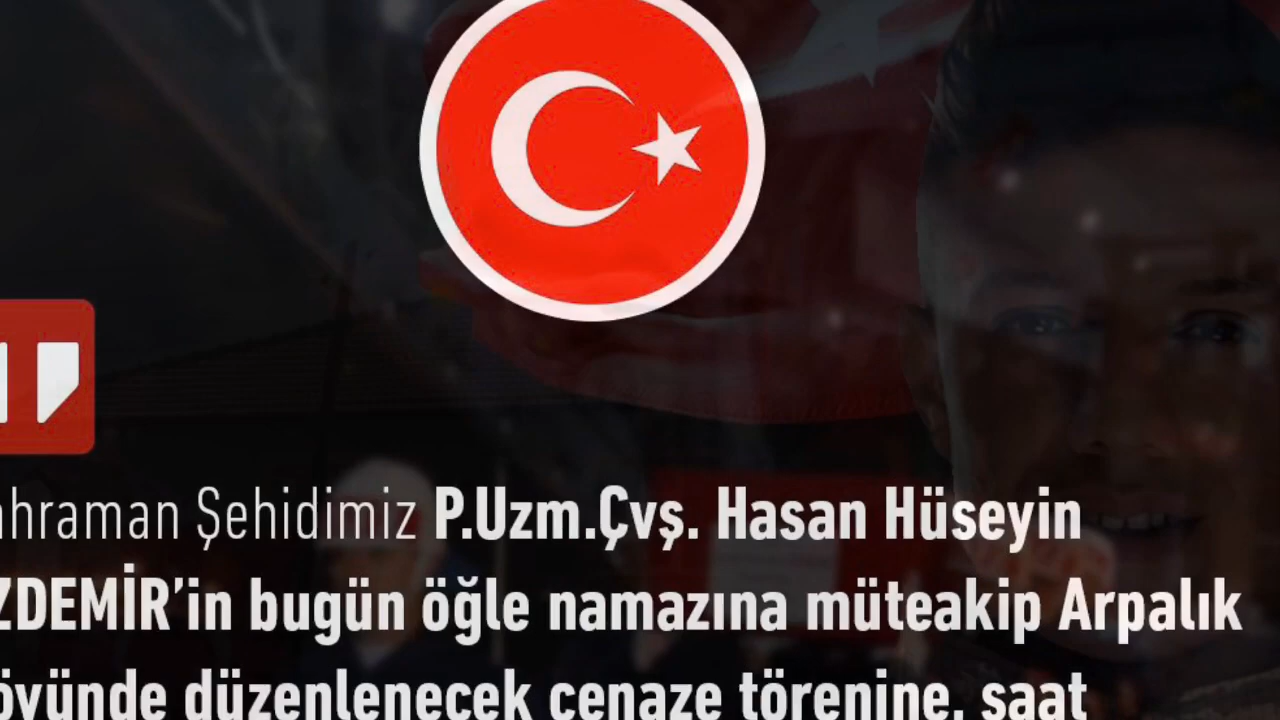 ahraman Şehidimiz P.Uzm.Çvş. Hasan Hüseyin
ZDEMİR’in bugün öğle namazına müteakip Arpalık
öyünde düzenlenecek cenaze törenine, saat